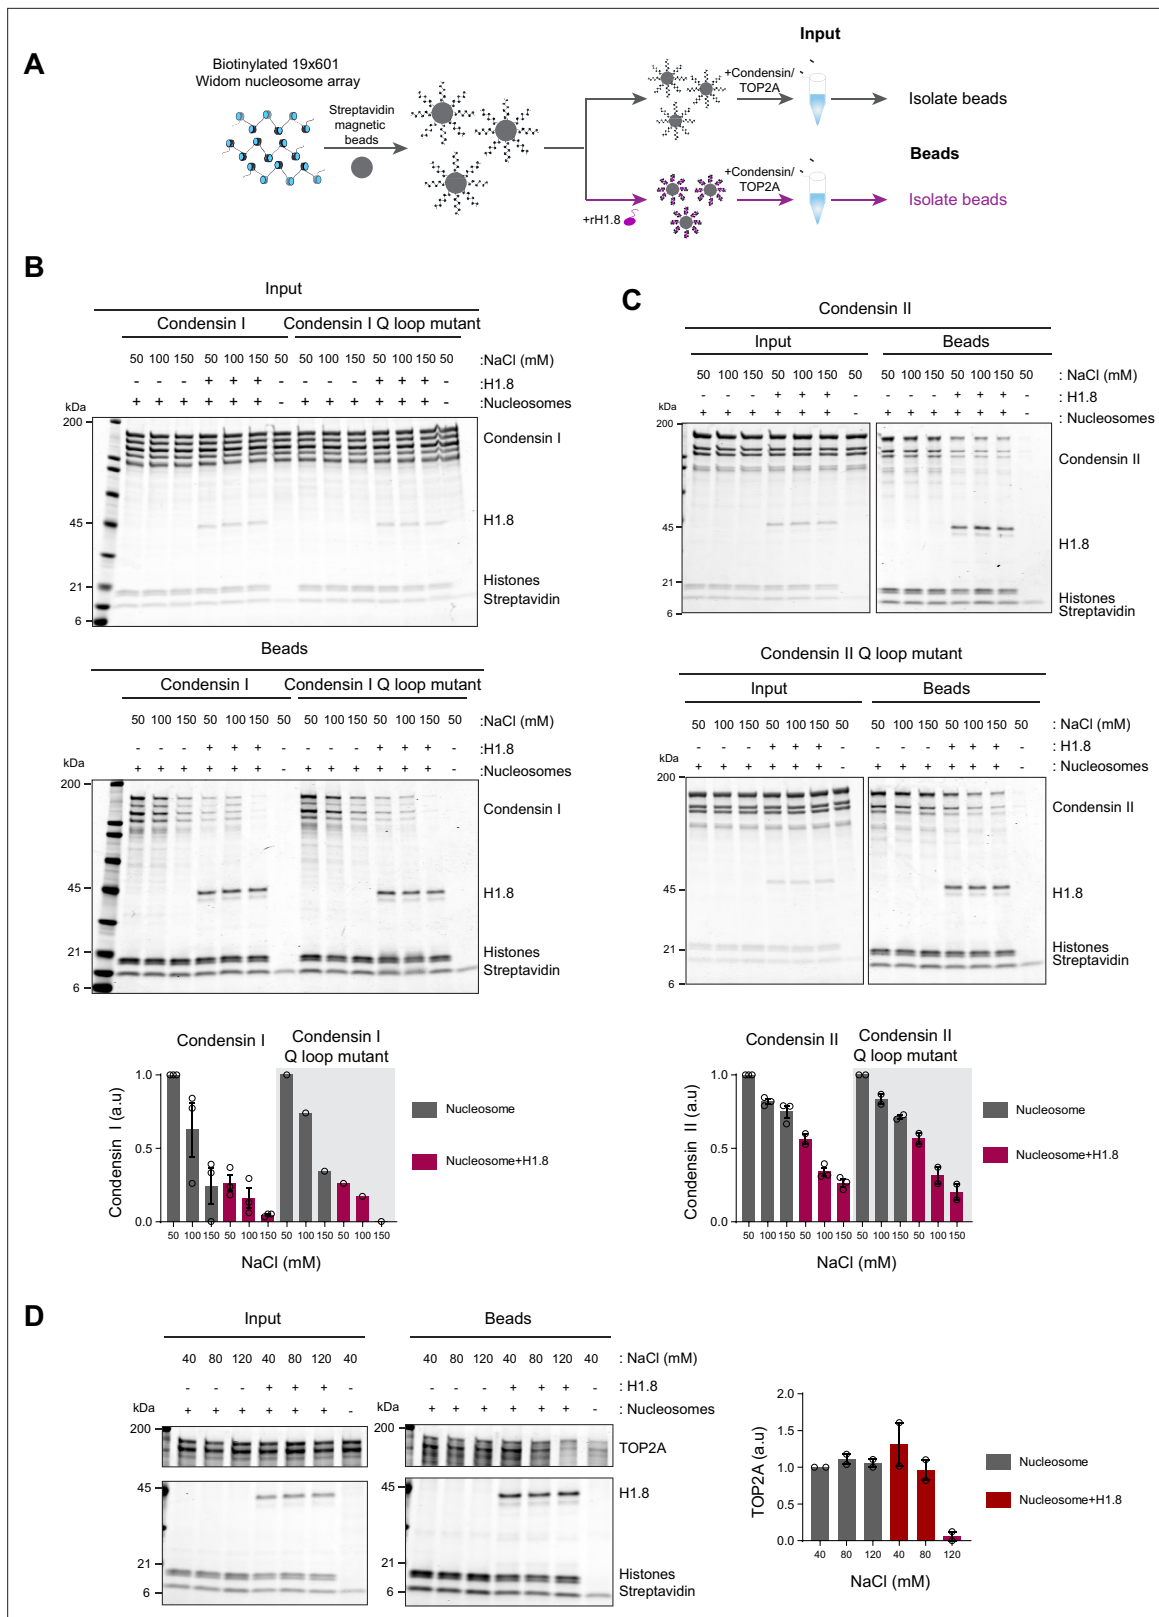 A
Biotinylated 19x601
Widom nucleosome array
Streptavidin
magnetic
beads
+rH1.8
Input
+Condensin/
TOP2A
Isolate beads
Beads
+Condensin/
TOP2A
Isolate beads
B
Input
Condensin I Condensin I Q loop mutant
50 100 150 50 100 150 50 50 100 150 50 100 150 50 :NaCl (mM)
- - - + + + - - - - + + + - :H1.8
+ + + + + + - + + + + + + - :Nucleosomes
kDa
200
Condensin I
45
H1.8
21
Histones
Streptavidin
6
Beads
Condensin I Condensin I Q loop mutant
50 100 150 50 100 150 50 50 100 150 50 100 150 50 :NaCl (mM)
- - - + + + - - - - + + + - :H1.8
+ + + + + + - + + + + + + - :Nucleosomes
kDa
200
Condensin I
45
H1.8
21
Histones
Streptavidin
6
Condensin I
Condensin I
Q loop mutant
Condensin I (a.u)
1.0
0.5
0.0
50 100 150 50 100 150 50 100 150 50 100 150
NaCl (mM)
Nucleosome
Nucleosome+H1.8
C
Condensin II
Input Beads
50 100 150 50 100 150 50 50 100 150 50 100 150 50 : NaCl (mM)
- - - + + + - - - - + + + - : H1.8
+ + + + + + - + + + + + + - : Nucleosomes
kDa
200
Condensin II
45
H1.8
21
Histones
Streptavidin
6
Condensin II Q loop mutant
Input Beads
50 100 150 50 100 150 50 50 100 150 50 100 150 50 : NaCl (mM)
- - - + + + - - - - + + + - : H1.8
+ + + + + + - + + + + + + - : Nucleosomes
kDa
200
Condensin II
45
H1.8
21
Histones
Streptavidin
6
Condensin II
Condensin II
Q loop mutant
Condensin II (a.u)
1.0
0.5
0.0
50 100 150 50 100 150 50 100 150 50 100 150
NaCl (mM)
Nucleosome
Nucleosome+H1.8
D
Input Beads
40 80 120 40 80 120 40 40 80 120 40 80 120 40 : NaCl (mM)
- - - + + + - - - - + + + - : H1.8
+ + + + + + - + + + + + + - : Nucleosomes
kDa kDa
200 200
TOP2A
45 45
H1.8
21 21
Histones
Streptavidin
6 6
TOP2A (a.u)
2.0
1.5
1.0
0.5
0.0
40 80 120 40 80 120
NaCl (mM)
Nucleosome
Nucleosome+H1.8